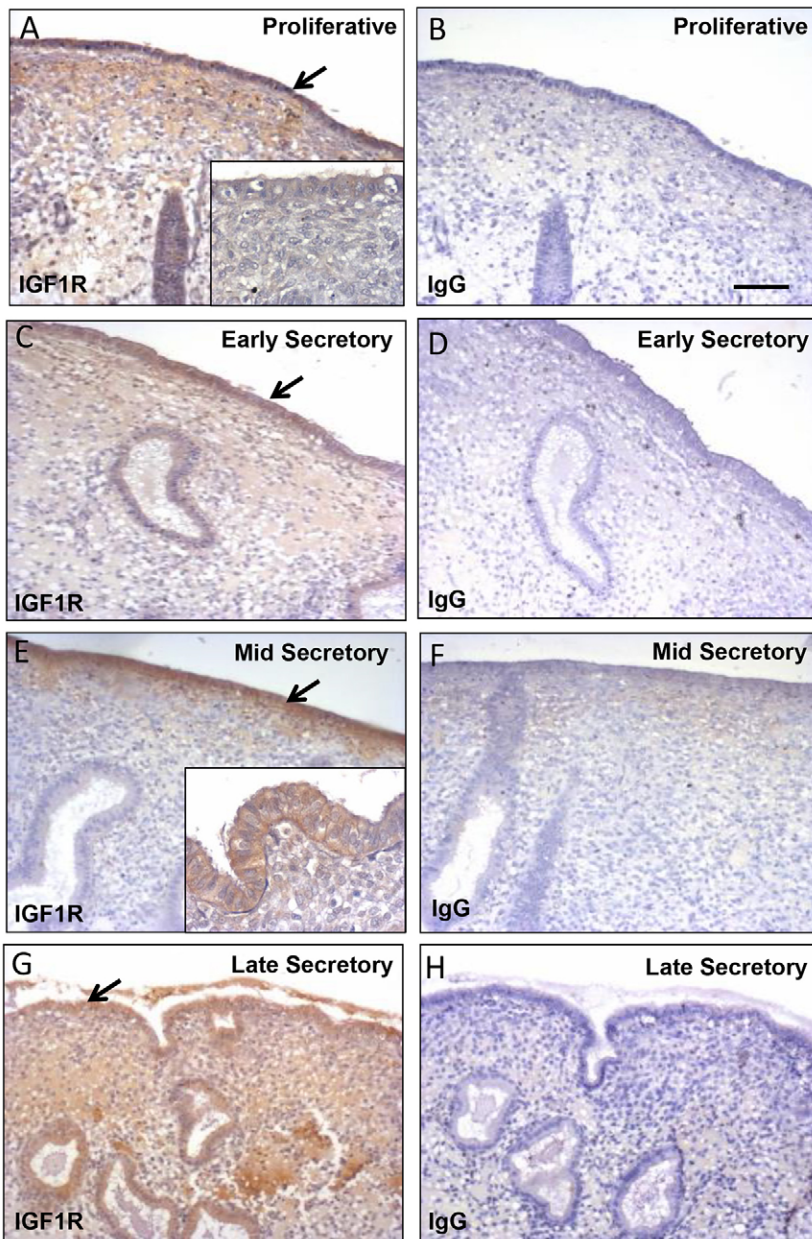 A Proliferative
IGF1R
B Proliferative
IgG
C Early Secretory
IGF1R
D Early Secretory
IgG
E Mid Secretory
IGF1R
F Mid Secretory
IgG
G Late Secretory
IGF1R
H Late Secretory
IgG